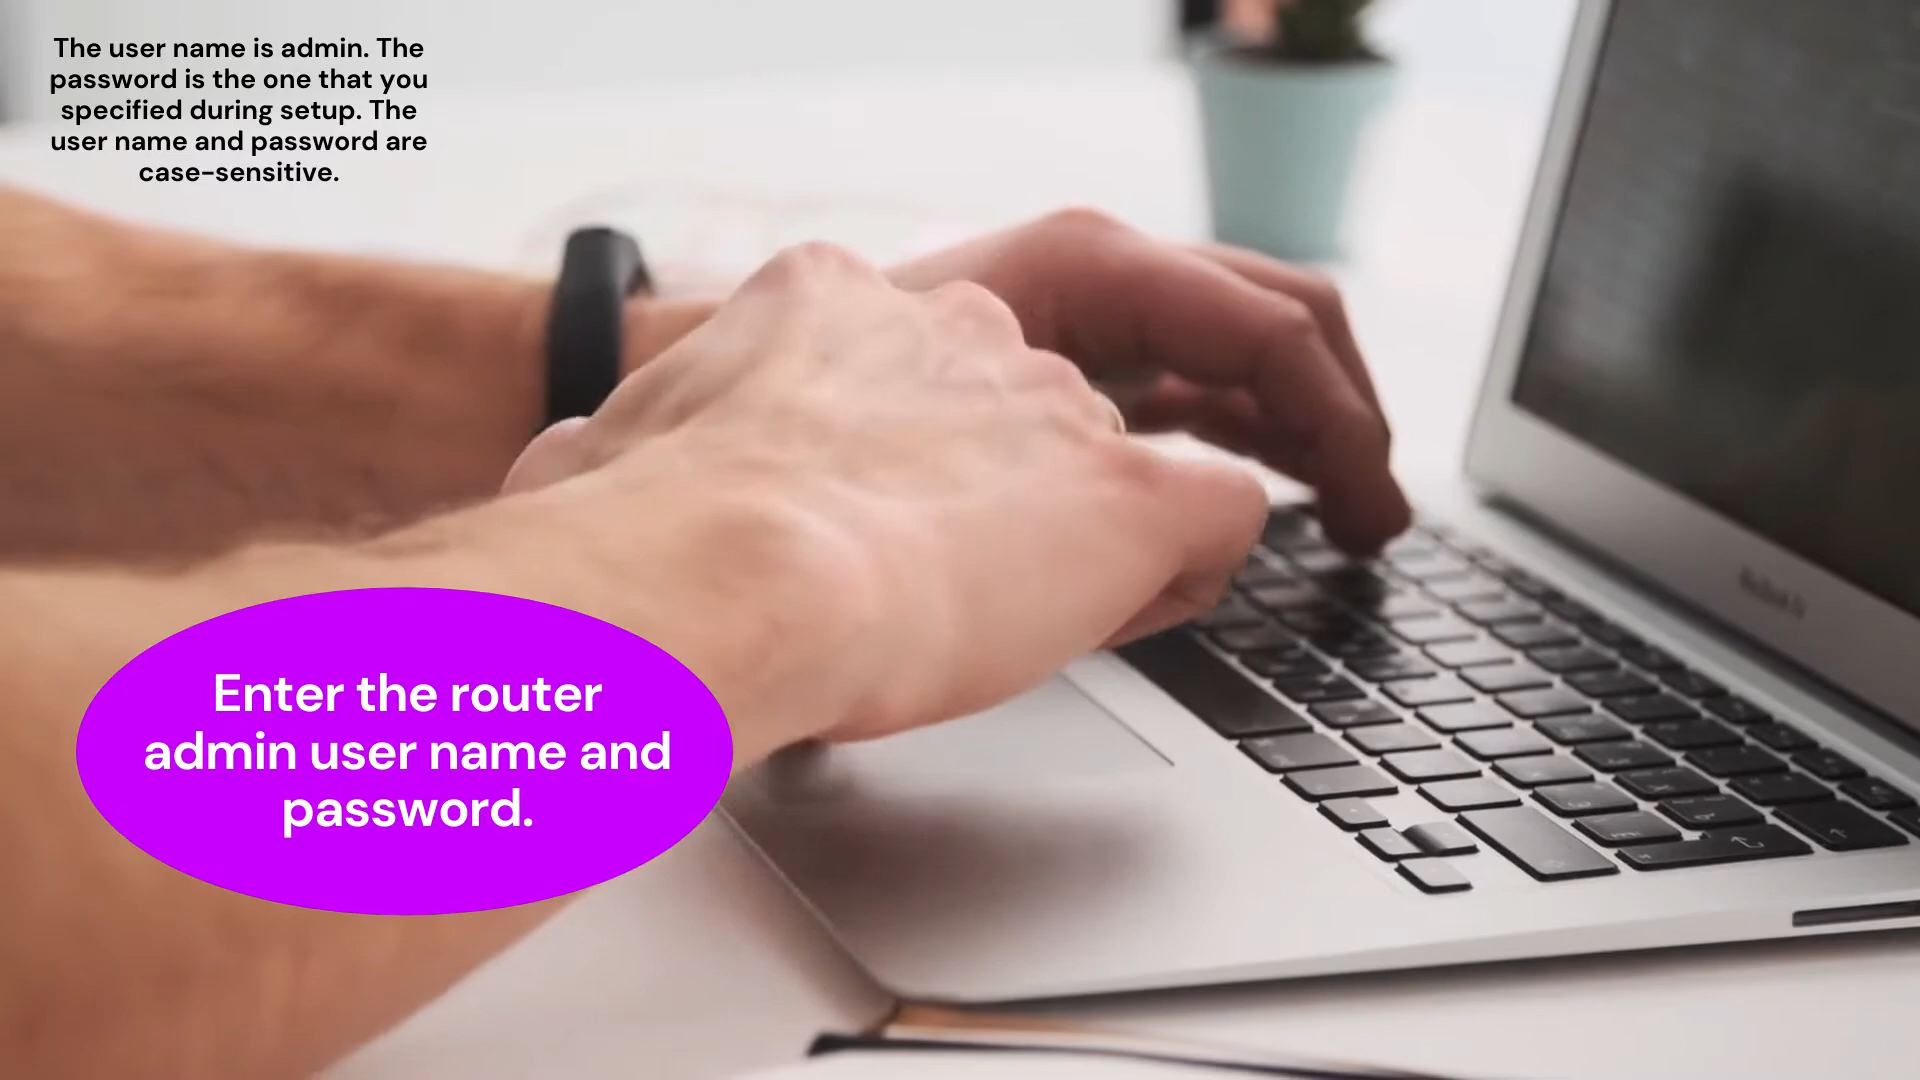 The user name is admin. The
password is the one that you
specified during setup. The
user name and password are
case-sensitive.
Enter the router
admin user name and
password.